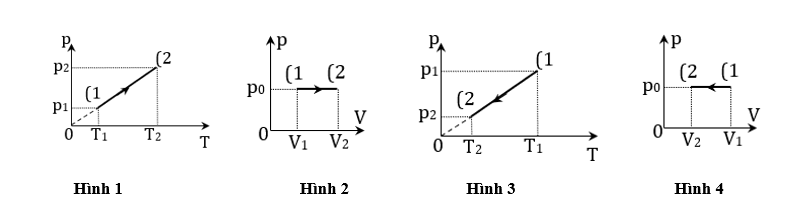 p
p2
(2
(1
p1
0
T1
T2
T
Hình 1
p
(1
(2
p0
V
0
V1
V2
Hình 2
p
(1
p1
(2
p2
0
T2
T1
T
Hình 3
p
(2
(1
p0
V
0
V2
V1
Hình 4